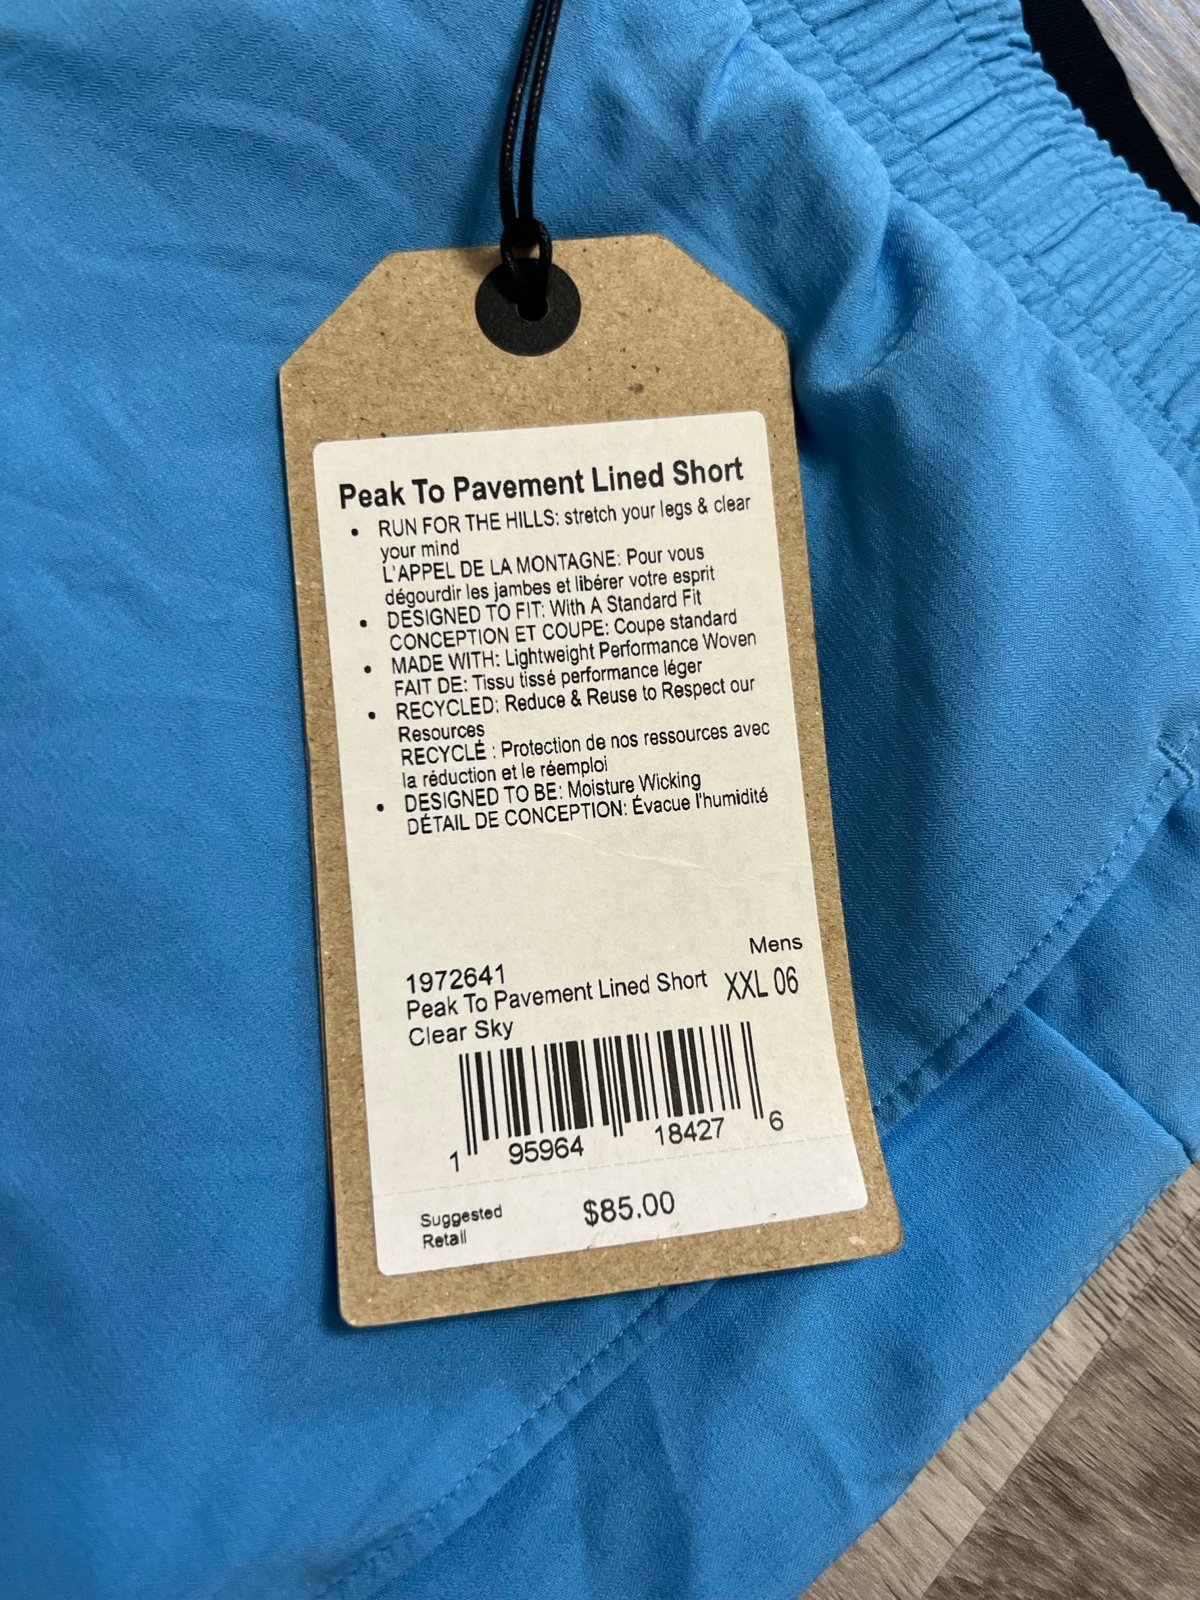 Peak To Pavement Lined Short
• RUN FOR THE HILLS: stretch your legs & clear
your mind
L'APPEL DE LA MONTAGNE: Pour vous
dégourdir les jambes et libérer votre esprit
• DESIGNED TO FIT: With A Standard Fit
CONCEPTION ET COUPE: Coupe standard
• MADE WITH: Lightweight Performance Woven
FAIT DE: Tissu tissé performance léger
• RECYCLED: Reduce & Reuse to Respect our
Resources
RECYCLÉ : Protection de nos ressources avec
la réduction et le réemploi
• DESIGNED TO BE: Moisture Wicking
DÉTAIL DE CONCEPTION: Évacue l'humidité
Mens
1972641
Peak To Pavement Lined Short XXL 06
Clear Sky
1 95964 18427 6
Suggested
Retail
$85.00